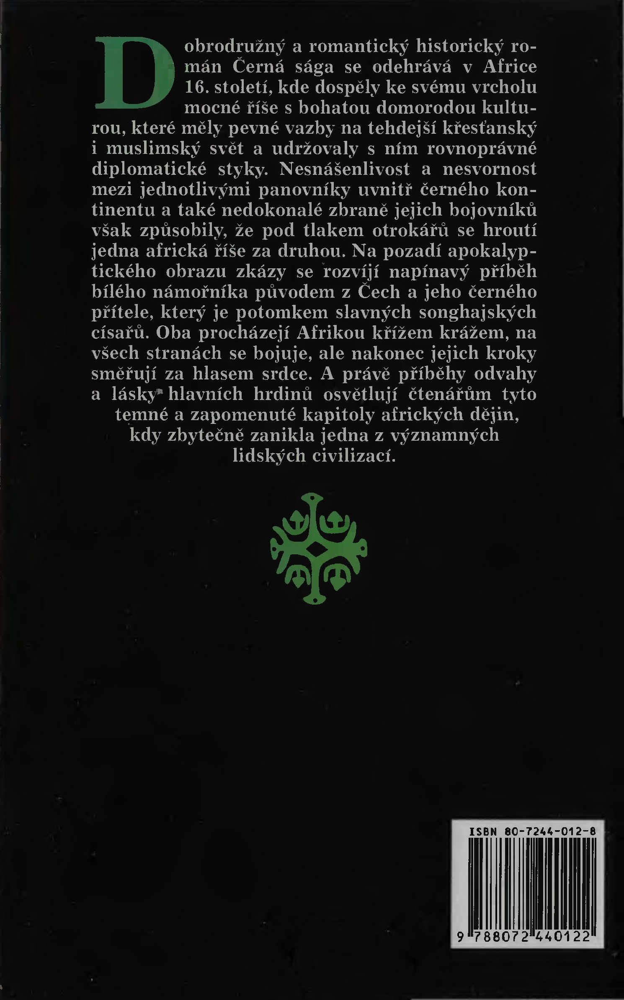 Dobrodružný a romantický historický ro-
mán Černá sága se odehrává v Africe
16. století, kde dospěly ke svému vrcholu
mocné říše s bohatou domorodou kultu-
rou, které měly pevné vazby na tehdejší křesťanský
i muslimský svět a udržovaly s ním rovnoprávné
diplomatické styky. Nesnášenlivost a nesvornost
mezi jednotlivými panovníky uvnitř černého kon-
tinentu a také nedokonalé zbraně jejich bojovníků
však způsobily, že pod tlakem otrokářů se hroutí
jedna africká říše za druhou. Na pozadí apokalyp-
tického obrazu zkázy se rozvíjí napínavý příběh
bílého námořníka původem z Čech a jeho černého
přítele, který je potomkem slavných songhajských
císařů. Oba procházejí Afrikou křížem krážem, na
všech stranách se bojuje, ale nakonec jejich kroky
směřují za hlasem srdce. A právě příběhy odvahy
a lásky hlavních hrdinů osvětlují čtenářům tyto
temné a zapomenuté kapitoly afrických dějin,
kdy zbytečně zanikla jedna z významných
lidských civilizací.
ISBN 80-7244-012-8
9 788072 440122